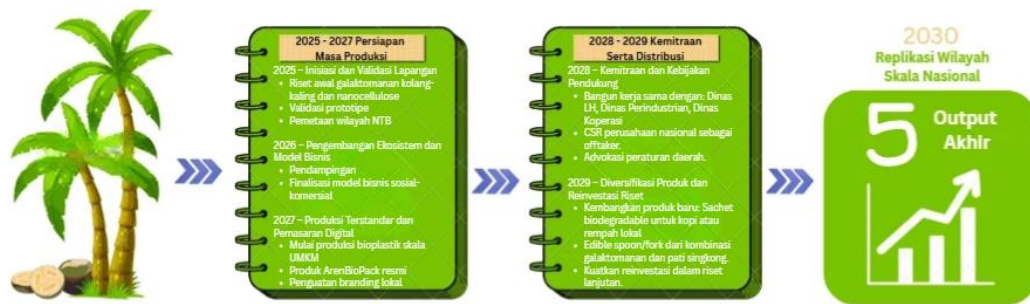 2025 - 2027 Persiapan
Masa Produksi
2025 – Inisiasi dan Validasi Lapangan
• Riset awal galaktomanan kolang-
kaling dan nanocellulose
• Validasi prototipe
• Pemetaan wilayah NTB
2026 – Pengembangan Ekosistem dan
Model Bisnis
• Pendampingan
• Finalisasi model bisnis sosial-
komersial
2027 – Produksi Terstandar dan
Pemasaran Digital
• Mulai produksi bioplastik skala
UMKM
• Produk ArenBioPack resmi
• Penguatan branding lokal
2028 - 2029 Kemitraan
Serta Distribusi
2028 – Kemitraan dan Kebijakan
Pendukung
• Bangun kerja sama dengan: Dinas
LH, Dinas Perindustrian, Dinas
Koperasi
• CSR perusahaan nasional sebagai
offtaker.
• Advokasi peraturan daerah.
2029 – Diversifikasi Produk dan
Reinvestasi Riset
• Kembangkan produk baru: Sachet
biodegradable untuk kopi atau
rempah lokal
• Edible spoon/fork dari kombinasi
galaktomanan dan pati singkong.
• Kuatkan reinvestasi dalam riset
lanjutan.
2030
Replikasi Wilayah
Skala Nasional
5 Output
Akhir